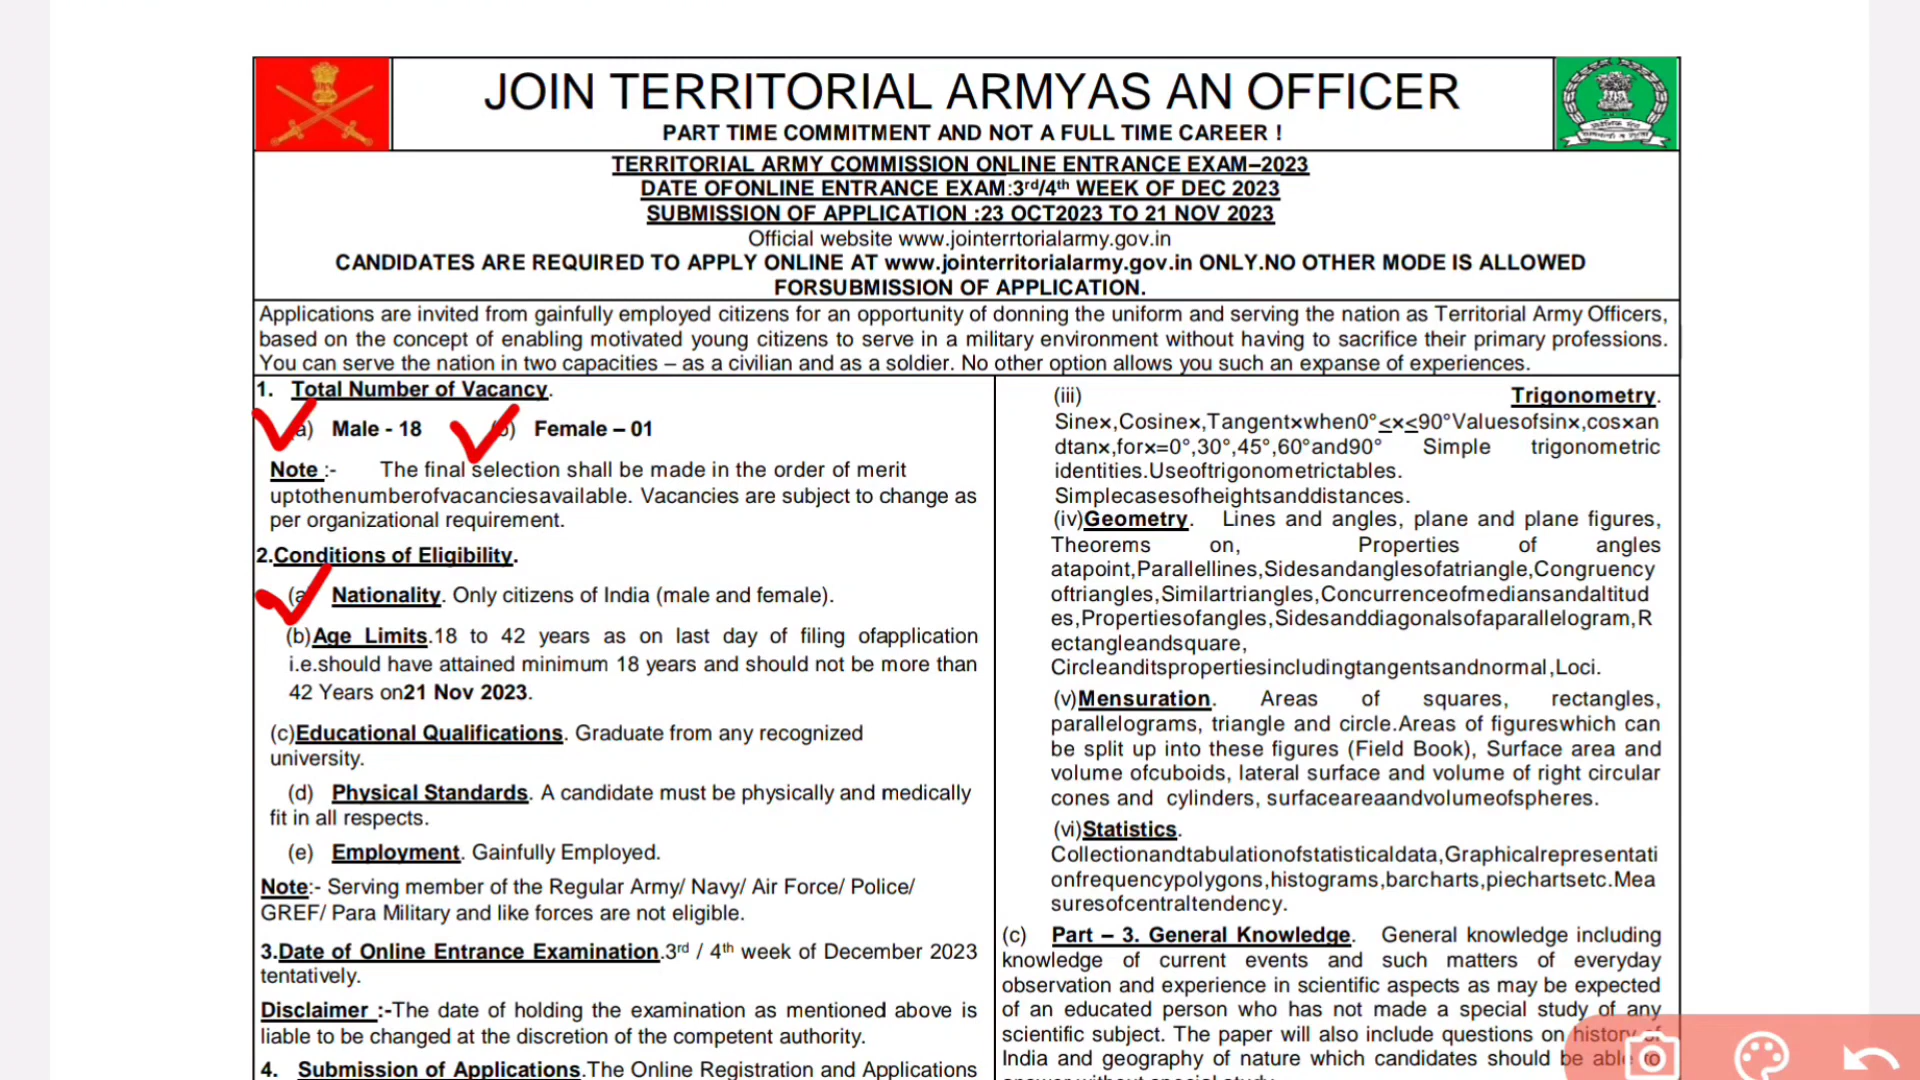 JOIN TERRITORIAL ARMYAS AN OFFICER
PART TIME COMMITMENT AND NOT A FULL TIME CAREER !
TERRITORIAL ARMY COMMISSION ONLINE ENTRANCE EXAM–2023
DATE OFONLINE ENTRANCE EXAM:3rd/4th WEEK OF DEC 2023
SUBMISSION OF APPLICATION :23 OCT2023 TO 21 NOV 2023
Official website www.jointerrtorialarmy.gov.in
CANDIDATES ARE REQUIRED TO APPLY ONLINE AT www.jointerritorialarmy.gov.in ONLY.NO OTHER MODE IS ALLOWED
FORSUBMISSION OF APPLICATION.
Applications are invited from gainfully employed citizens for an opportunity of donning the uniform and serving the nation as Territorial Army Officers,
based on the concept of enabling motivated young citizens to serve in a military environment without having to sacrifice their primary professions.
You can serve the nation in two capacities – as a civilian and as a soldier. No other option allows you such an expanse of experiences.
1. Total Number of Vacancy.
(a) Male - 18 (b) Female – 01
Note :- The final selection shall be made in the order of merit
uptothenumberofvacanciesavailable. Vacancies are subject to change as
per organizational requirement.
2.Conditions of Eligibility.
(a) Nationality. Only citizens of India (male and female).
(b)Age Limits.18 to 42 years as on last day of filing ofapplication
i.e.should have attained minimum 18 years and should not be more than
42 Years on21 Nov 2023.
(c)Educational Qualifications. Graduate from any recognized
university.
(d) Physical Standards. A candidate must be physically and medically
fit in all respects.
(e) Employment. Gainfully Employed.
Note:- Serving member of the Regular Army/ Navy/ Air Force/ Police/
GREF/ Para Military and like forces are not eligible.
3.Date of Online Entrance Examination.3rd / 4th week of December 2023
tentatively.
Disclaimer :-The date of holding the examination as mentioned above is
liable to be changed at the discretion of the competent authority.
4. Submission of Applications.The Online Registration and Applications
(iii) Trigonometry.
Sinex,Cosinex,Tangentxwhen0°≤x≤90°Valuesofsinx,cosxan
dtanx,forx=0°,30°,45°,60°and90° Simple trigonometric
identities.Useoftrigonometrictables.
Simplecasesofheightsanddistances.
(iv)Geometry. Lines and angles, plane and plane figures,
Theorems on, Properties of angles
atapoint,Parallellines,Sidesandanglesofatriangle,Congruency
oftriangles,Similartriangles,Concurrenceofmediansandaltitud
es,Propertiesofangles,Sidesanddiagonalsofaparallelogram,R
ectangleandsquare,
Circleanditspropertiesincludingtangentsandnormal,Loci.
(v)Mensuration. Areas of squares, rectangles,
parallelograms, triangle and circle.Areas of figureswhich can
be split up into these figures (Field Book), Surface area and
volume ofcuboids, lateral surface and volume of right circular
cones and cylinders, surfaceareaandvolumeofspheres.
(vi)Statistics.
Collectionandtabulationofstatisticaldata,Graphicalrepresentati
onfrequencypolygons,histograms,barcharts,piechartsetc.Mea
suresofcentraltendency.
(c) Part – 3. General Knowledge. General knowledge including
knowledge of current events and such matters of everyday
observation and experience in scientific aspects as may be expected
of an educated person who has not made a special study of any
scientific subject. The paper will also include questions on history of
India and geography of nature which candidates should be able to